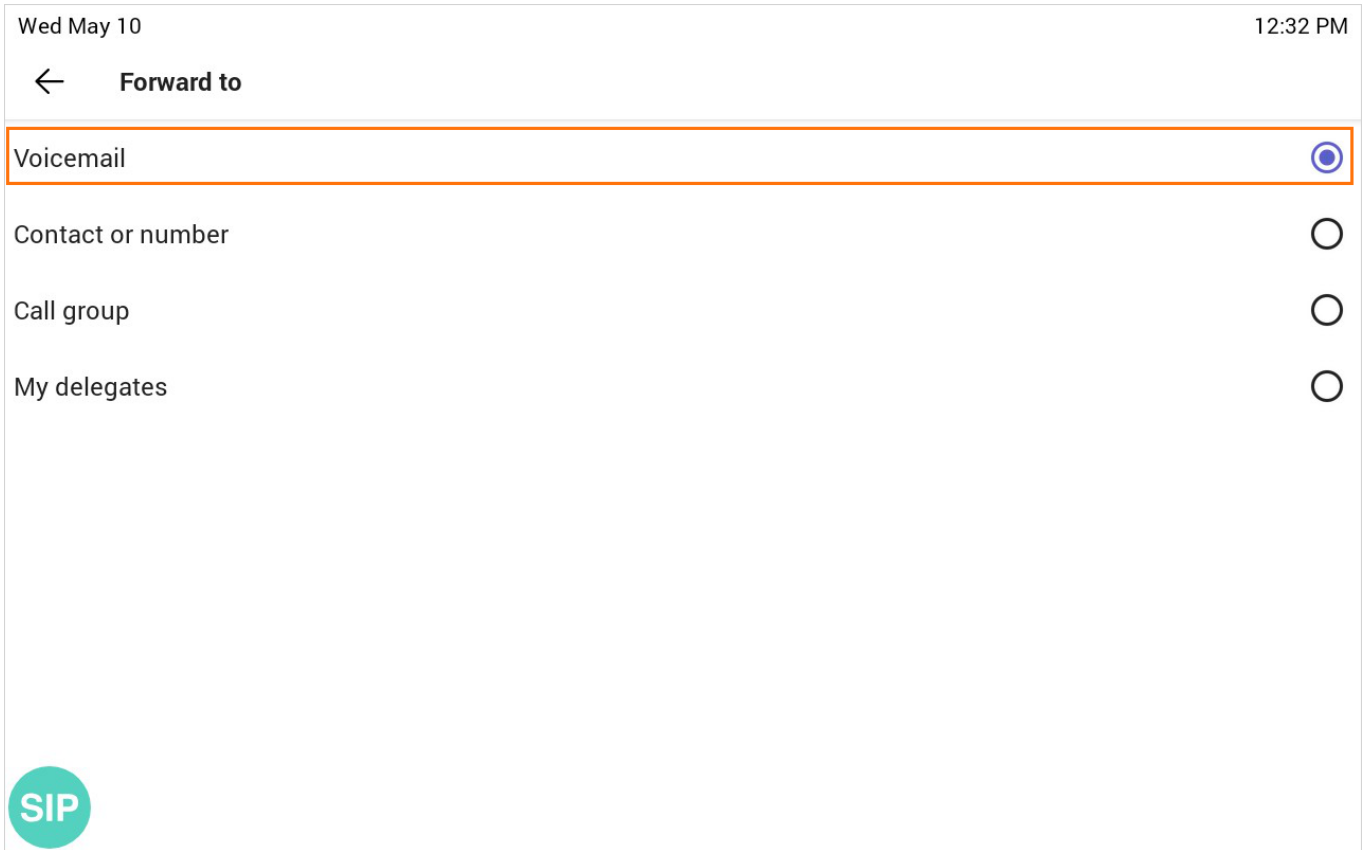 Wed May 10 12:32 PM
Forward to
Voicemail
Contact or number
Call group
My delegates
SIP